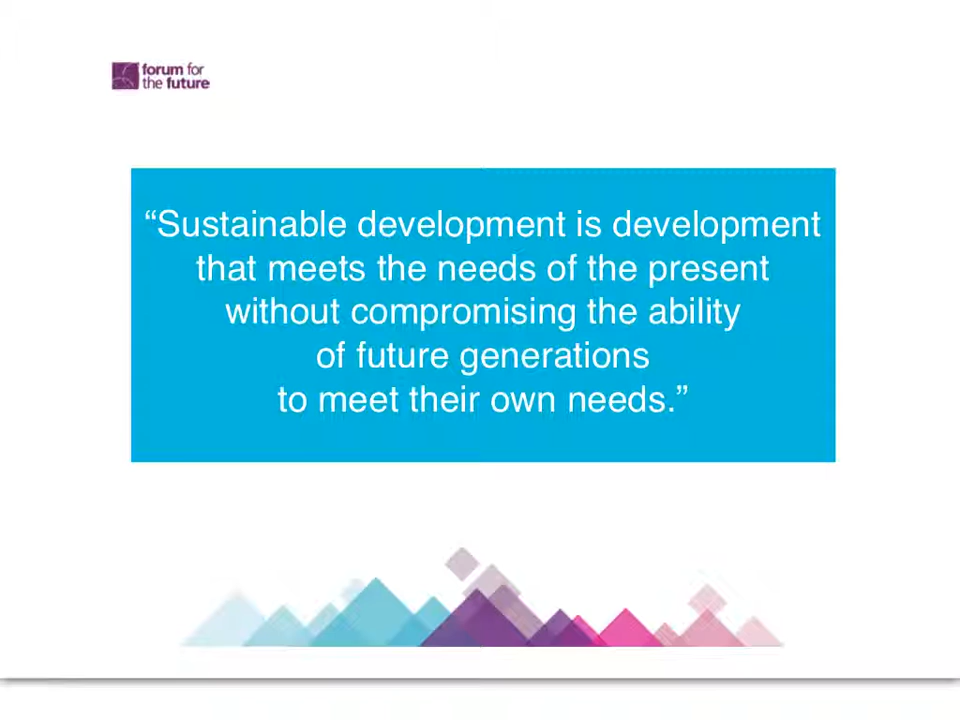 forum for
the future
“Sustainable development is development
that meets the needs of the present
without compromising the ability
of future generations
to meet their own needs.”